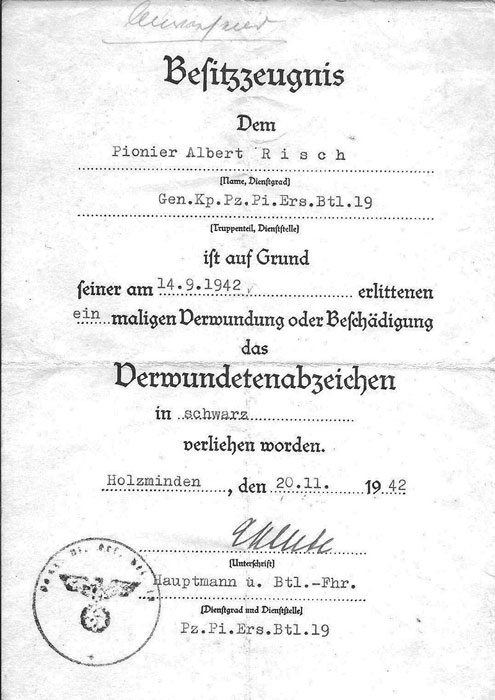 Besitzzeugnis
Dem
Pionier Albert Risch
(Name, Dienstgrad)
Gen.Kp.Pz.Pi.Ers.Btl.19
(Truppenteil, Dienststelle)
ist auf Grund
seiner am 14.9.1942 erlittenen
ein maligen Verwundung oder Beschädigung
das
Verwundetenabzeichen
in schwarz
verliehen worden.
Holzminden, den 20.11. 1942
(Unterschrift)
Hauptmann u. Btl.-Fhr.
(Dienstgrad und Dienststelle)
Pz.Pi.Ers.Btl.19